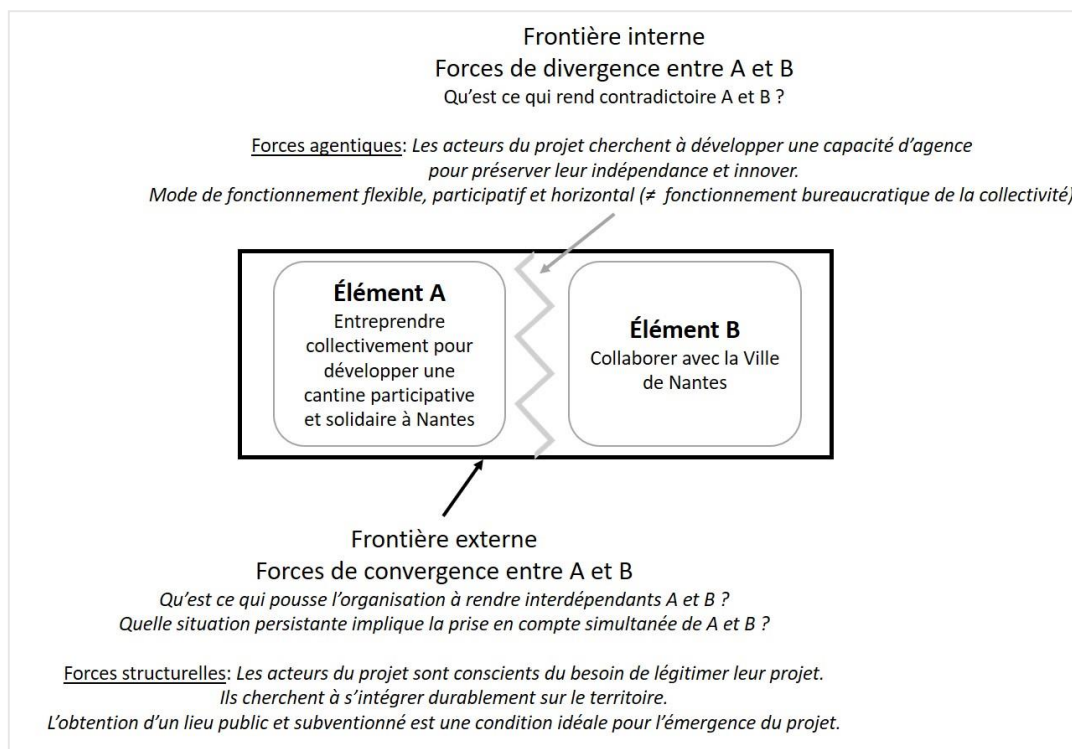 Frontière interne
Forces de divergence entre A et B
Qu’est ce qui rend contradictoire A et B ?
Forces agentiques: Les acteurs du projet cherchent à développer une capacité d’agence
pour préserver leur indépendance et innover.
Mode de fonctionnement flexible, participatif et horizontal (≠ fonctionnement bureaucratique de la collectivité)
Élément A
Entreprendre
collectivement pour
développer une
cantine participative
et solidaire à Nantes
Élément B
Collaborer avec la Ville
de Nantes
Frontière externe
Forces de convergence entre A et B
Qu’est ce qui pousse l’organisation à rendre interdépendants A et B ?
Quelle situation persistante implique la prise en compte simultanée de A et B ?
Forces structurelles: Les acteurs du projet sont conscients du besoin de légitimer leur projet.
Ils cherchent à s’intégrer durablement sur le territoire.
L’obtention d’un lieu public et subventionné est une condition idéale pour l’émergence du projet.